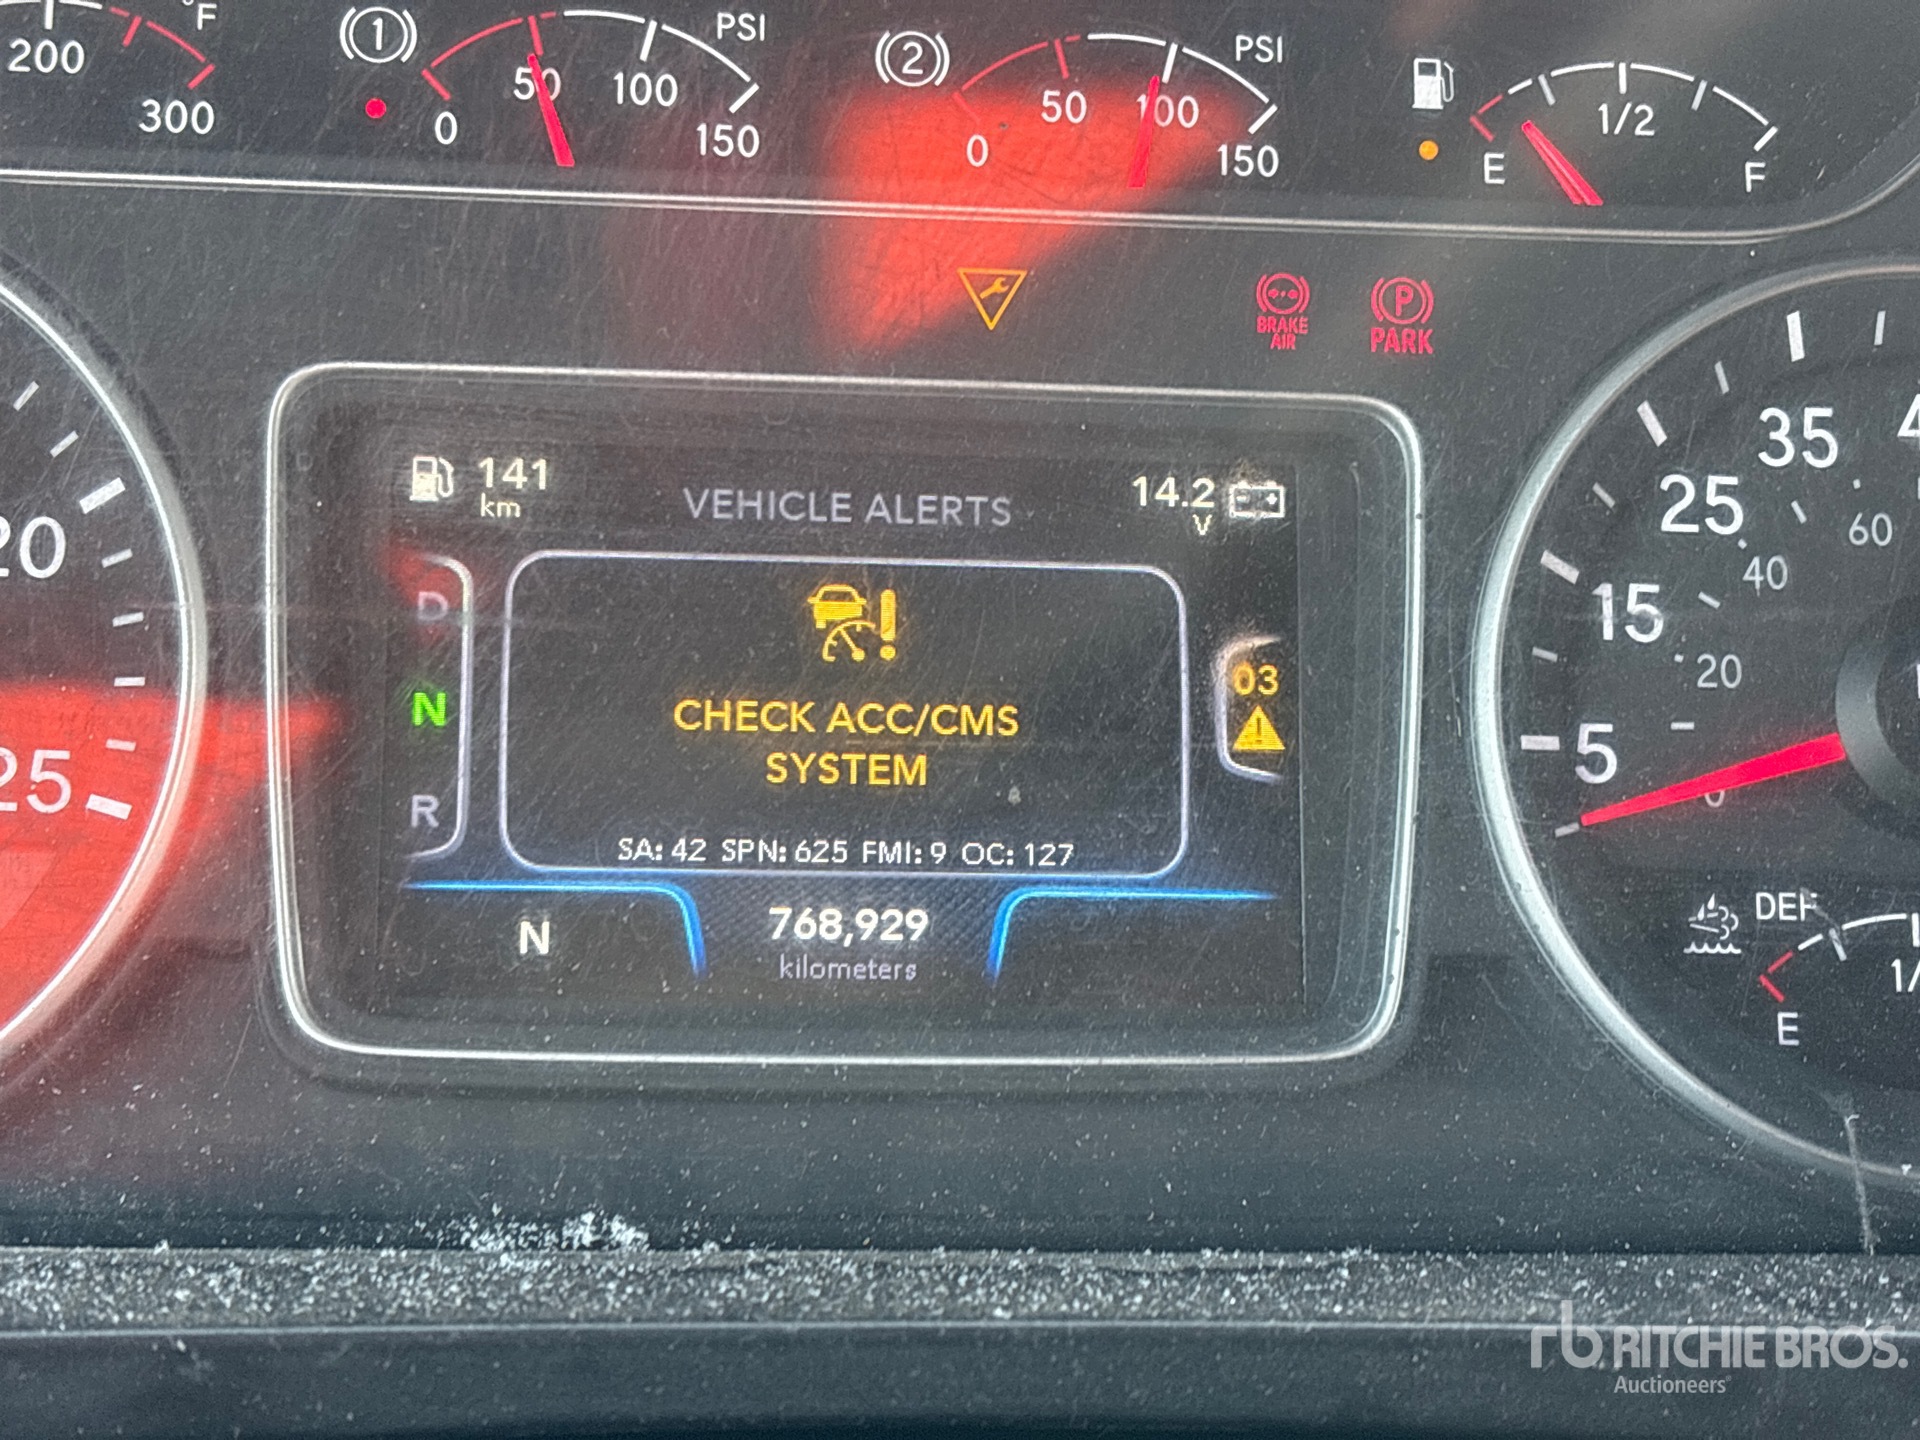 °F
200
300
1
PSI
0
50
100
150
2
PSI
0
50
100
150
E
1/2
F
BRAKE
AIR
P
PARK
20
25
141
km
VEHICLE ALERTS
14.2
V
D
N
R
CHECK ACC/CMS
SYSTEM
03
SA: 42 SPN: 625 FMI: 9 OC: 127
N
768,929
kilometers
35
25
15
5
60
40
20
0
DEF
E
rb RITCHIE BROS.
Auctioneers